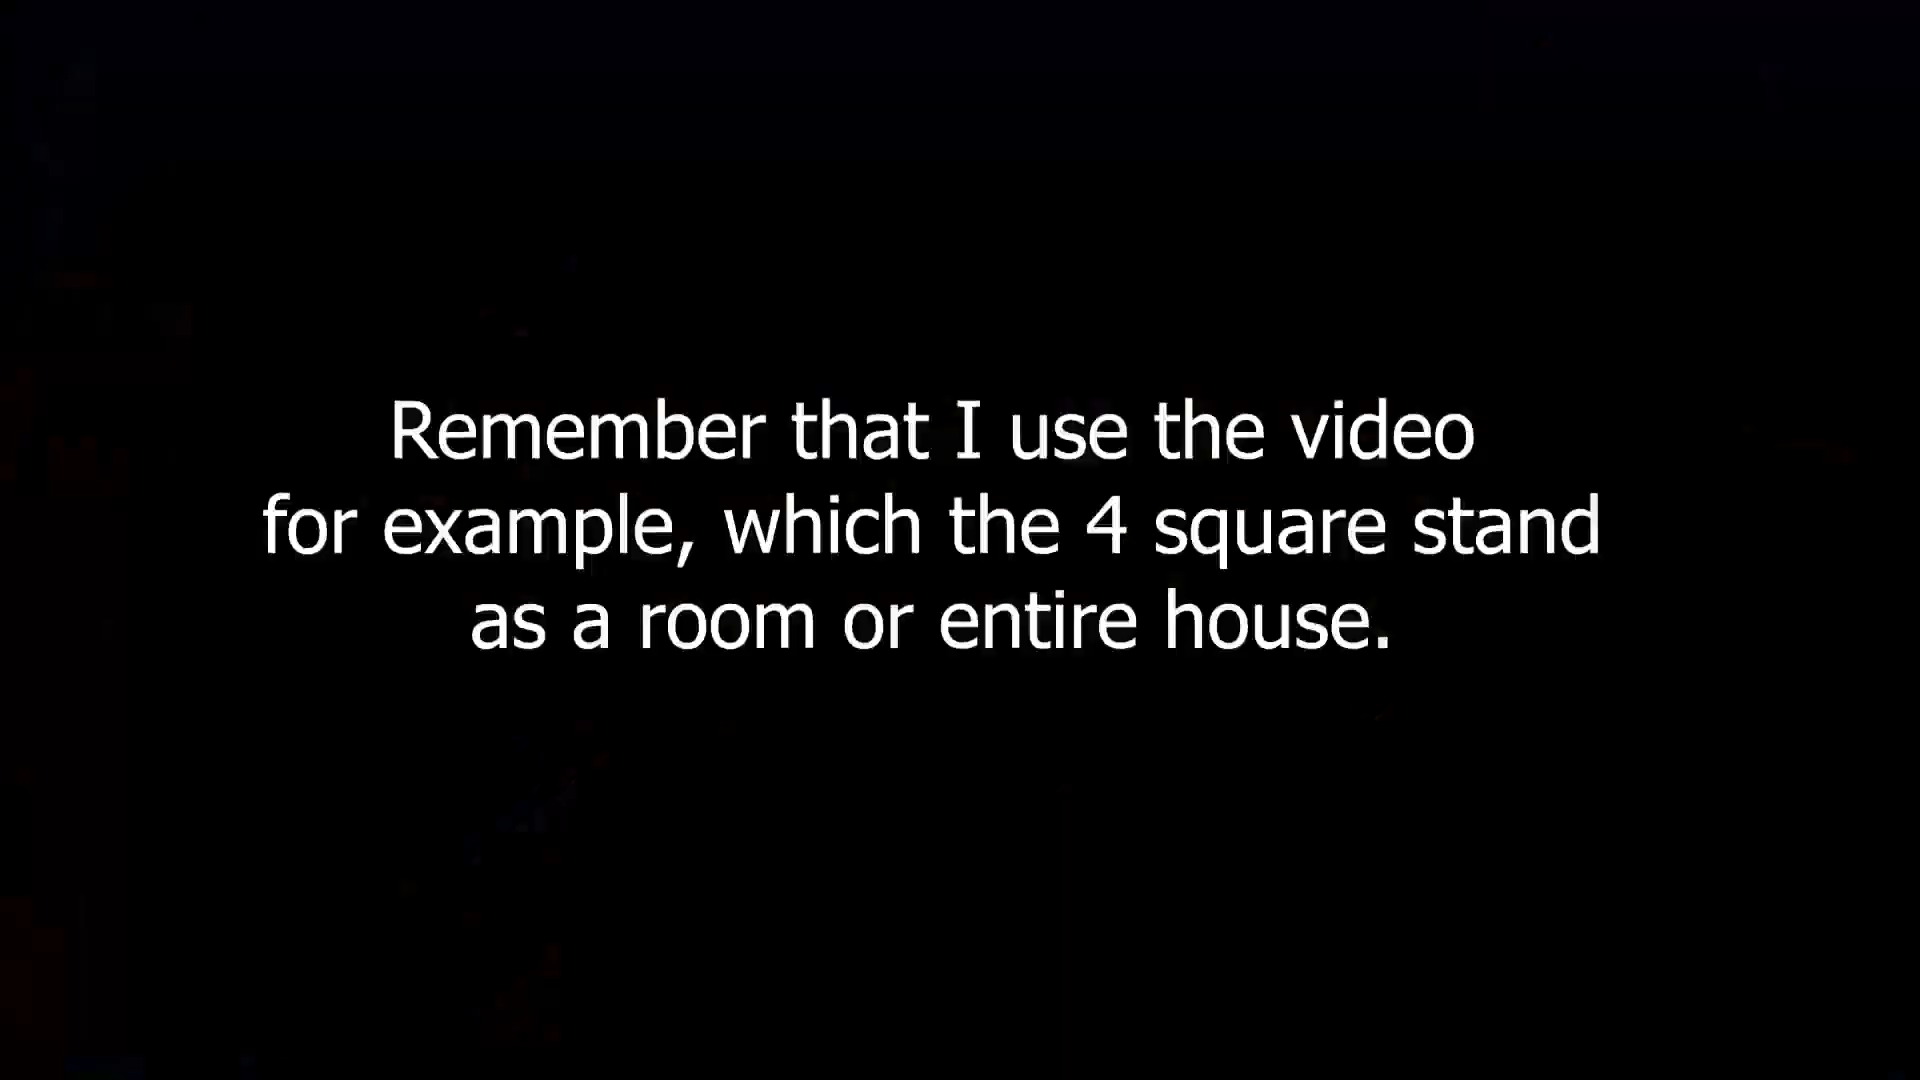 Remember that I use the video
for example, which the 4 square stand
as a room or entire house.